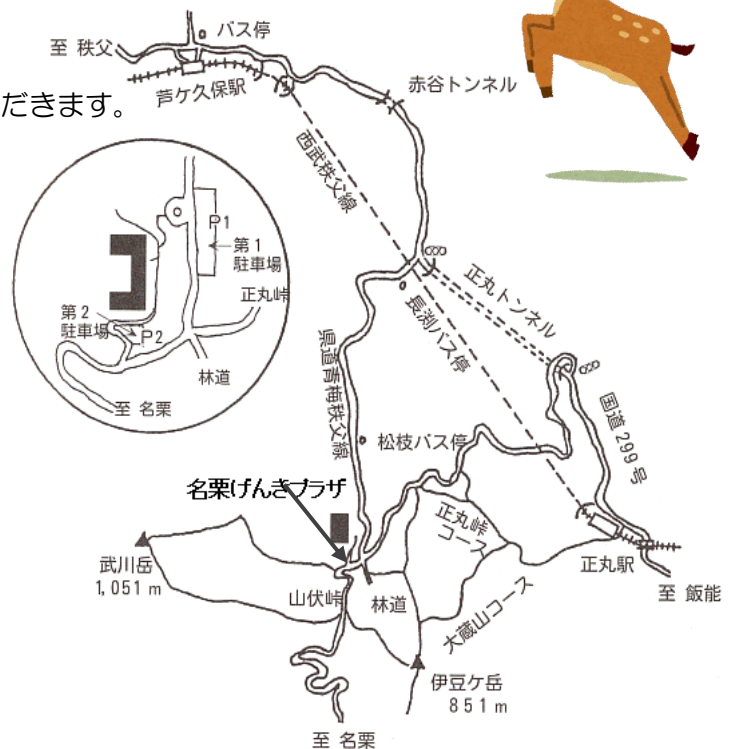 バス停
至 秩父
芦ケ久保駅
赤谷トンネル
だきます。
西武秩父線
P1
第1
駐車場
正丸峠
第2
駐車場
P2
林道
至 名栗
正丸トンネル
長渕バス停
県道青梅秩父線
国道299号
松枝バス停
名栗げんきプラザ
正丸峠
コース
武川岳
1,051m
山伏峠
林道
大蔵山コース
正丸駅
至 飯能
伊豆ケ岳
851m
至 名栗